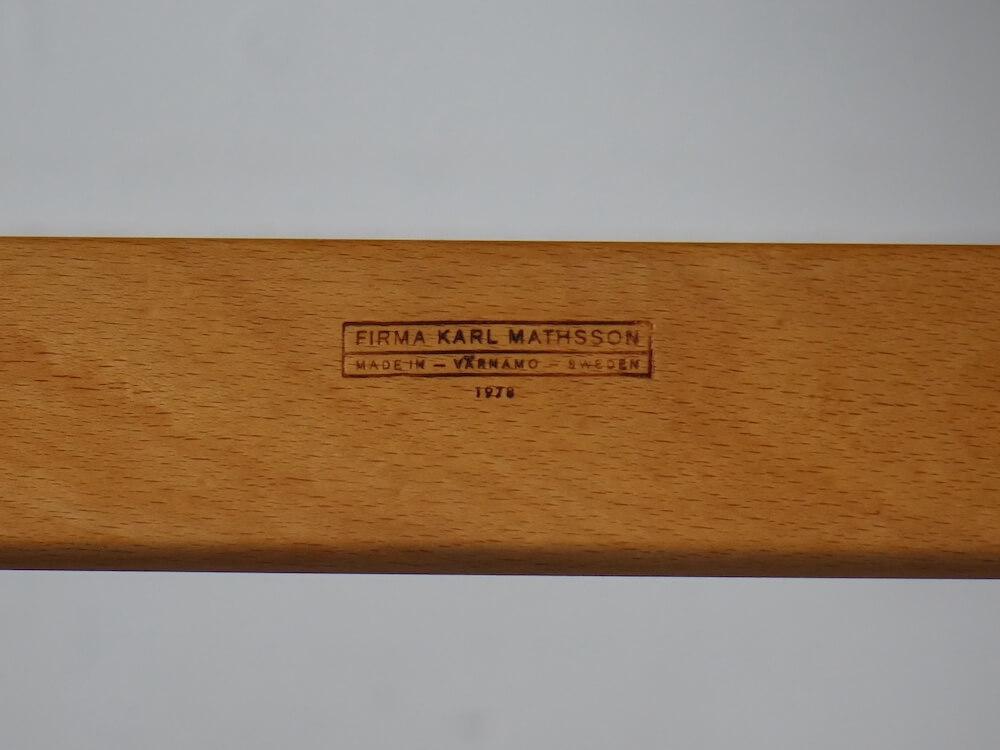 FIRMA KARL MATHSSON
MADE IN – VÄRNAMO – SWEDEN
1978